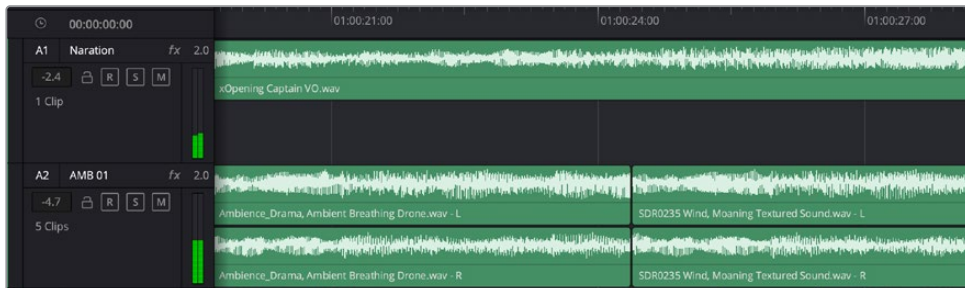 00:00:00:00
01:00:21:00
01:00:24:00
01:00:27:00
A1 Naration fx 2.0
-2.4 R S M
1 Clip
xOpening Captain VO.wav
A2 AMB 01 fx 2.0
-4.7 R S M
5 Clips
Ambience_Drama, Ambient Breathing Drone.wav - L
SDR0235 Wind, Moaning Textured Sound.wav - L
Ambience_Drama, Ambient Breathing Drone.wav - R
SDR0235 Wind, Moaning Textured Sound.wav - R